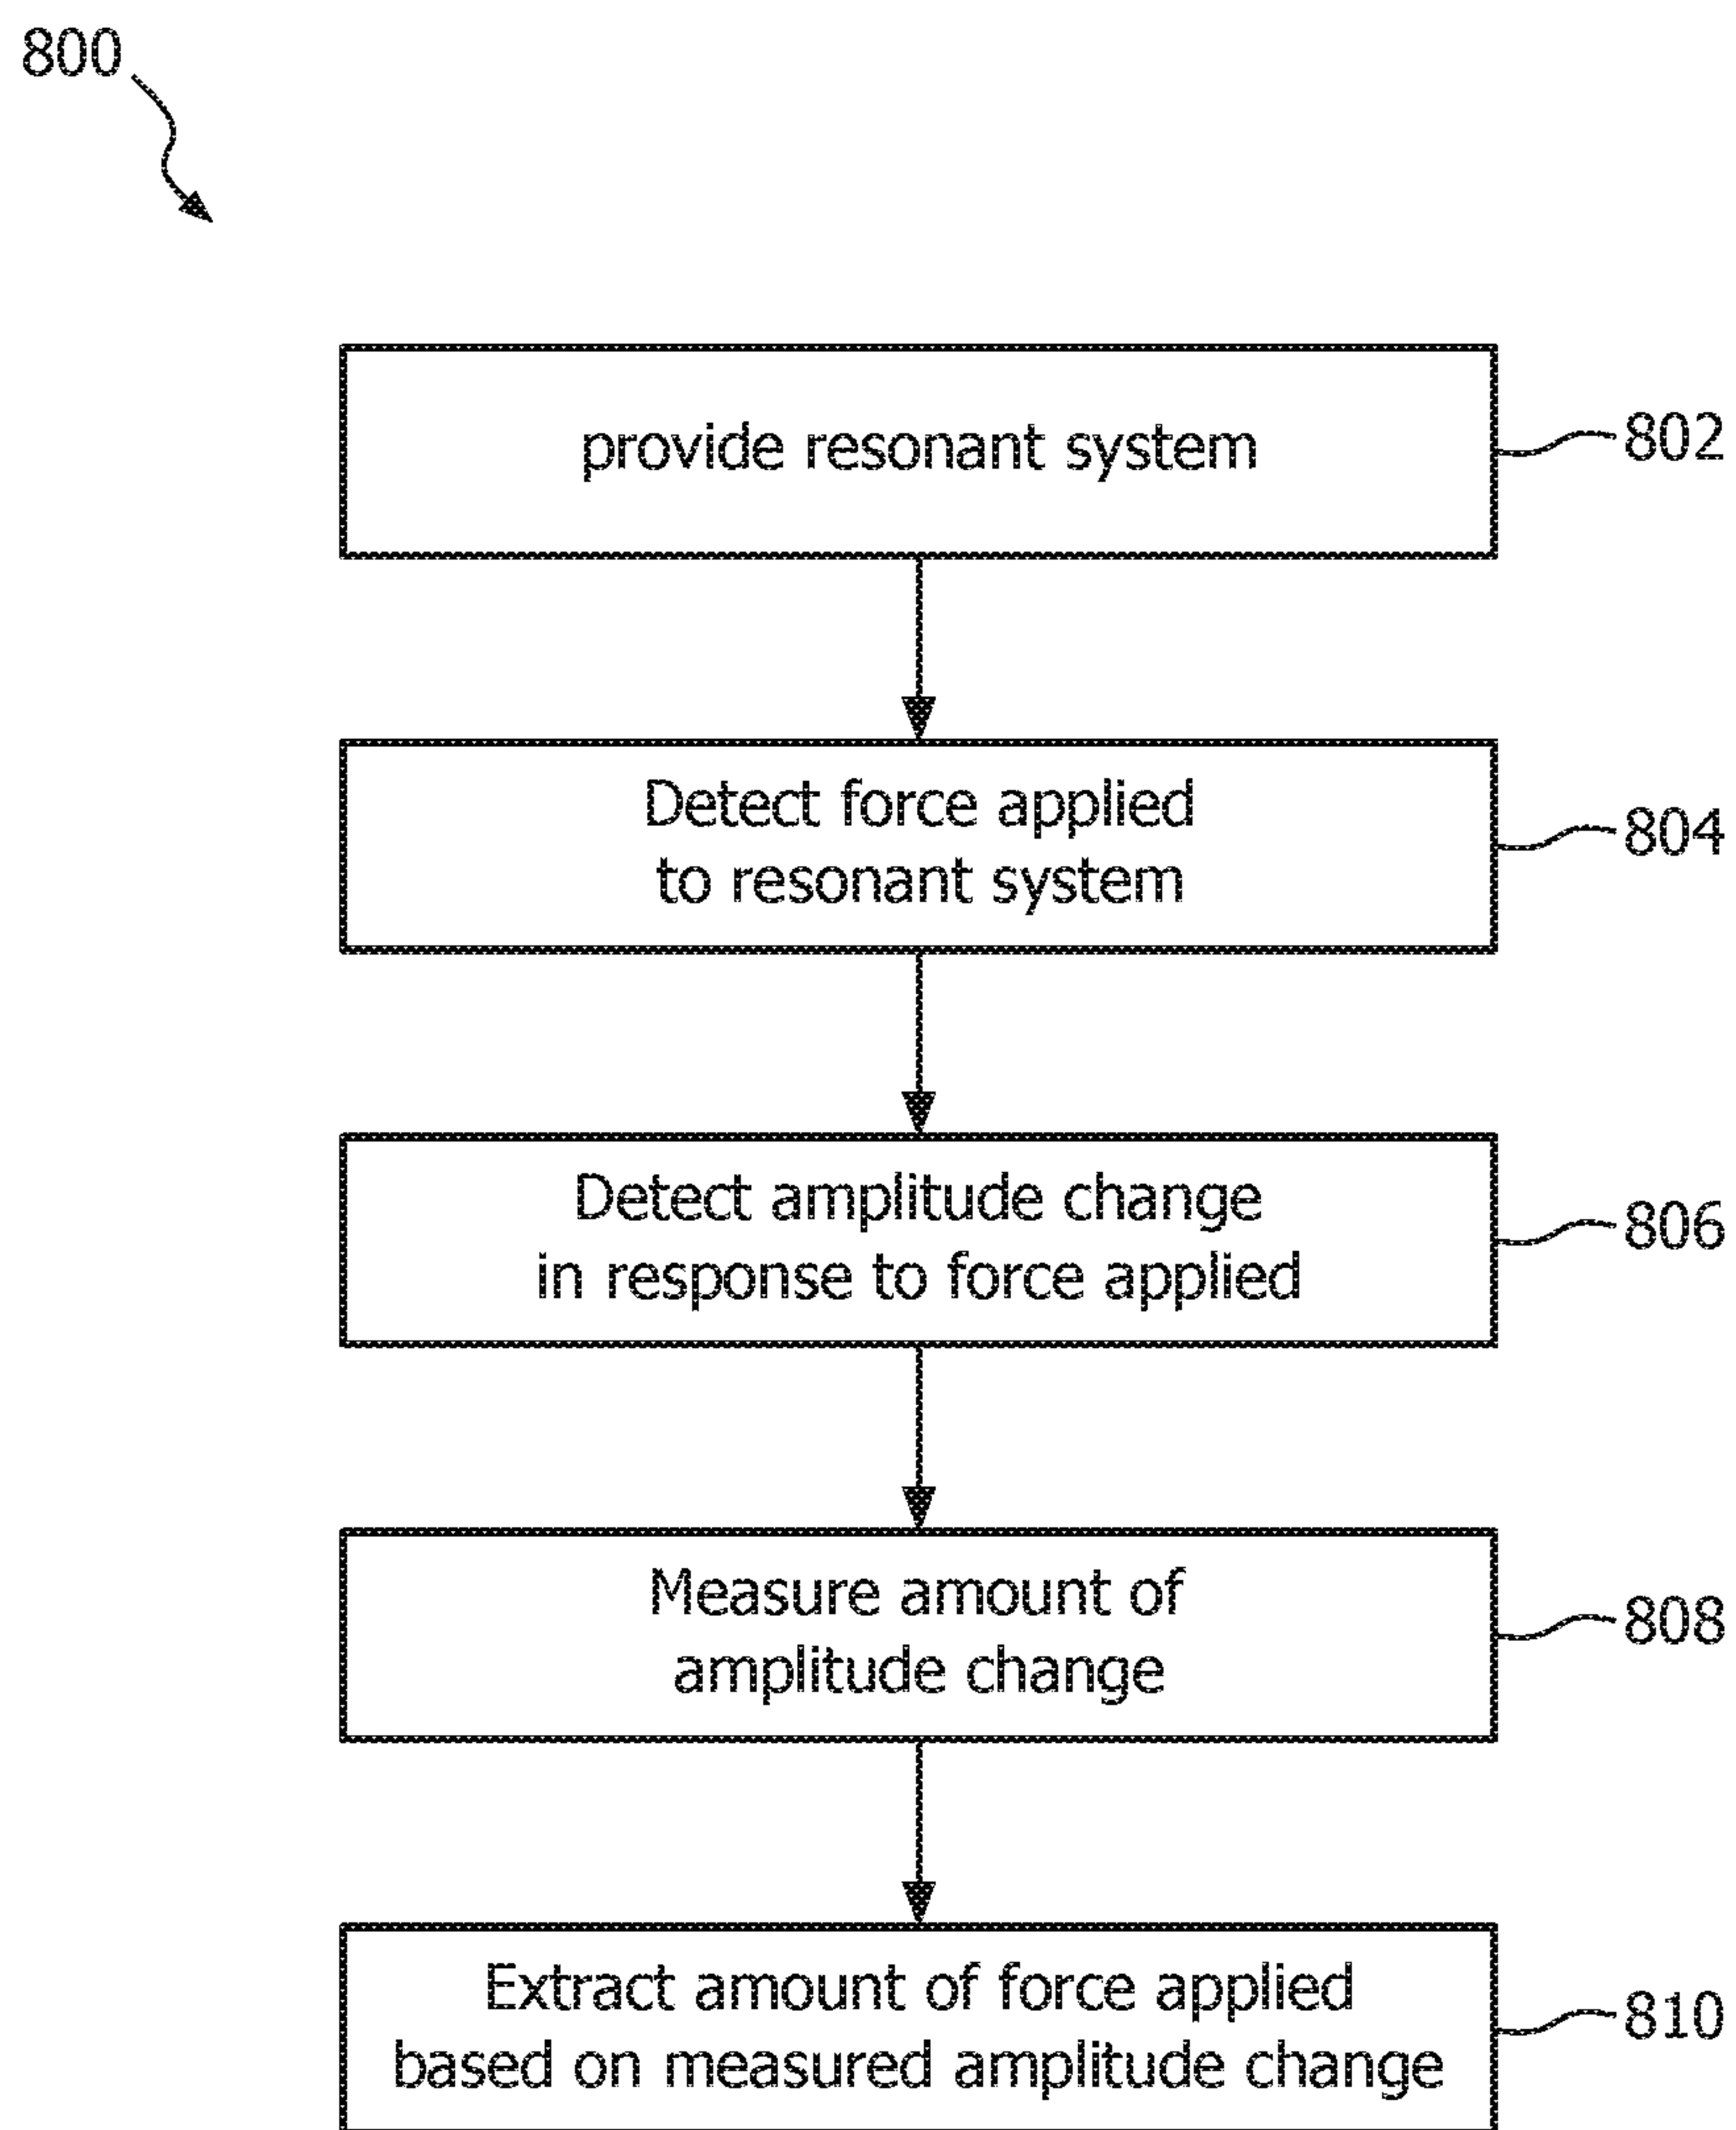 800
provide resonant system
802
Detect force applied
to resonant system
804
Detect amplitude change
in response to force applied
806
Measure amount of
amplitude change
808
Extract amount of force applied
based on measured amplitude change
810